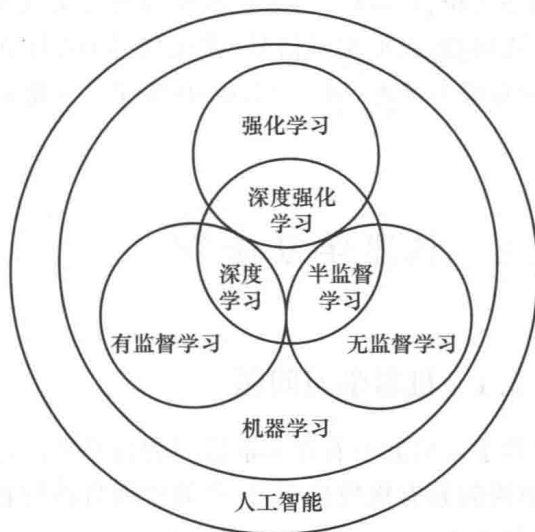 强化学习
深度强化
学习
深度
学习
半监督
学习
有监督学习
无监督学习
机器学习
人工智能